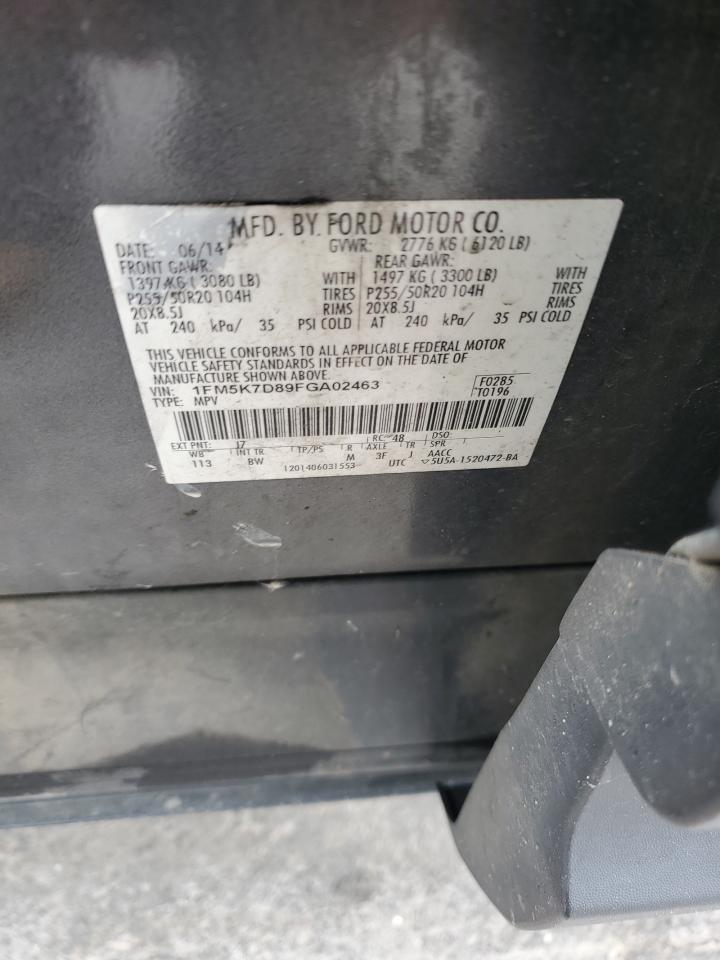 MFD. BY FORD MOTOR CO.
DATE: 06/14 GVWR: 2776 KG ( 6120 LB)
FRONT GAWR: REAR GAWR:
1397 KG ( 3080 LB) WITH 1497 KG ( 3300 LB) WITH
P255/50R20 104H TIRES P255/50R20 104H TIRES
20X8.5J RIMS 20X8.5J RIMS
AT 240 kPa/ 35 PSI COLD AT 240 kPa/ 35 PSI COLD
THIS VEHICLE CONFORMS TO ALL APPLICABLE FEDERAL MOTOR
VEHICLE SAFETY STANDARDS IN EFFECT ON THE DATE OF
MANUFACTURE SHOWN ABOVE.
VIN: 1FM5K7D89FGA02463 F0285
TYPE: MPV T0196
EXT PNT: J7 RC: 48 DSO:
WB INT TR TP/PS R AXLE TR SPR
113 BW M 3F J AACC
1201406031553 UTC ▽5U5A-1520472-BA